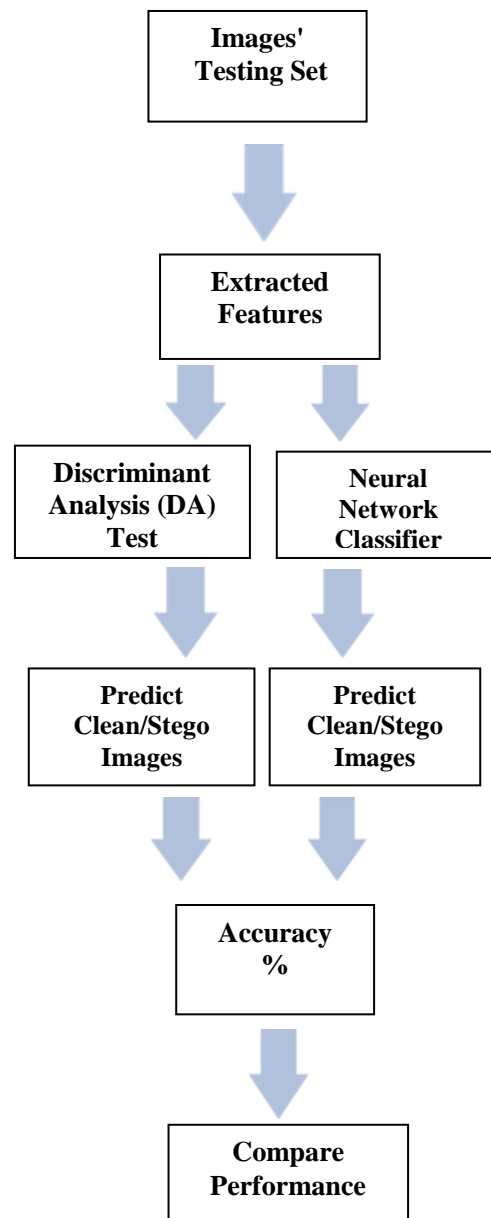 Images'
Testing Set
Extracted
Features
Discriminant
Analysis (DA)
Test
Neural
Network
Classifier
Predict
Clean/Stego
Images
Predict
Clean/Stego
Images
Accuracy
%
Compare
Performance